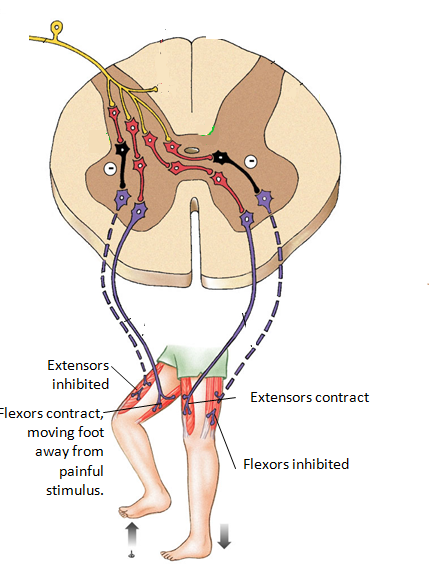 Extensors
inhibited
Flexors contract,
moving foot
away from
painful
stimulus.
Extensors contract
Flexors inhibited